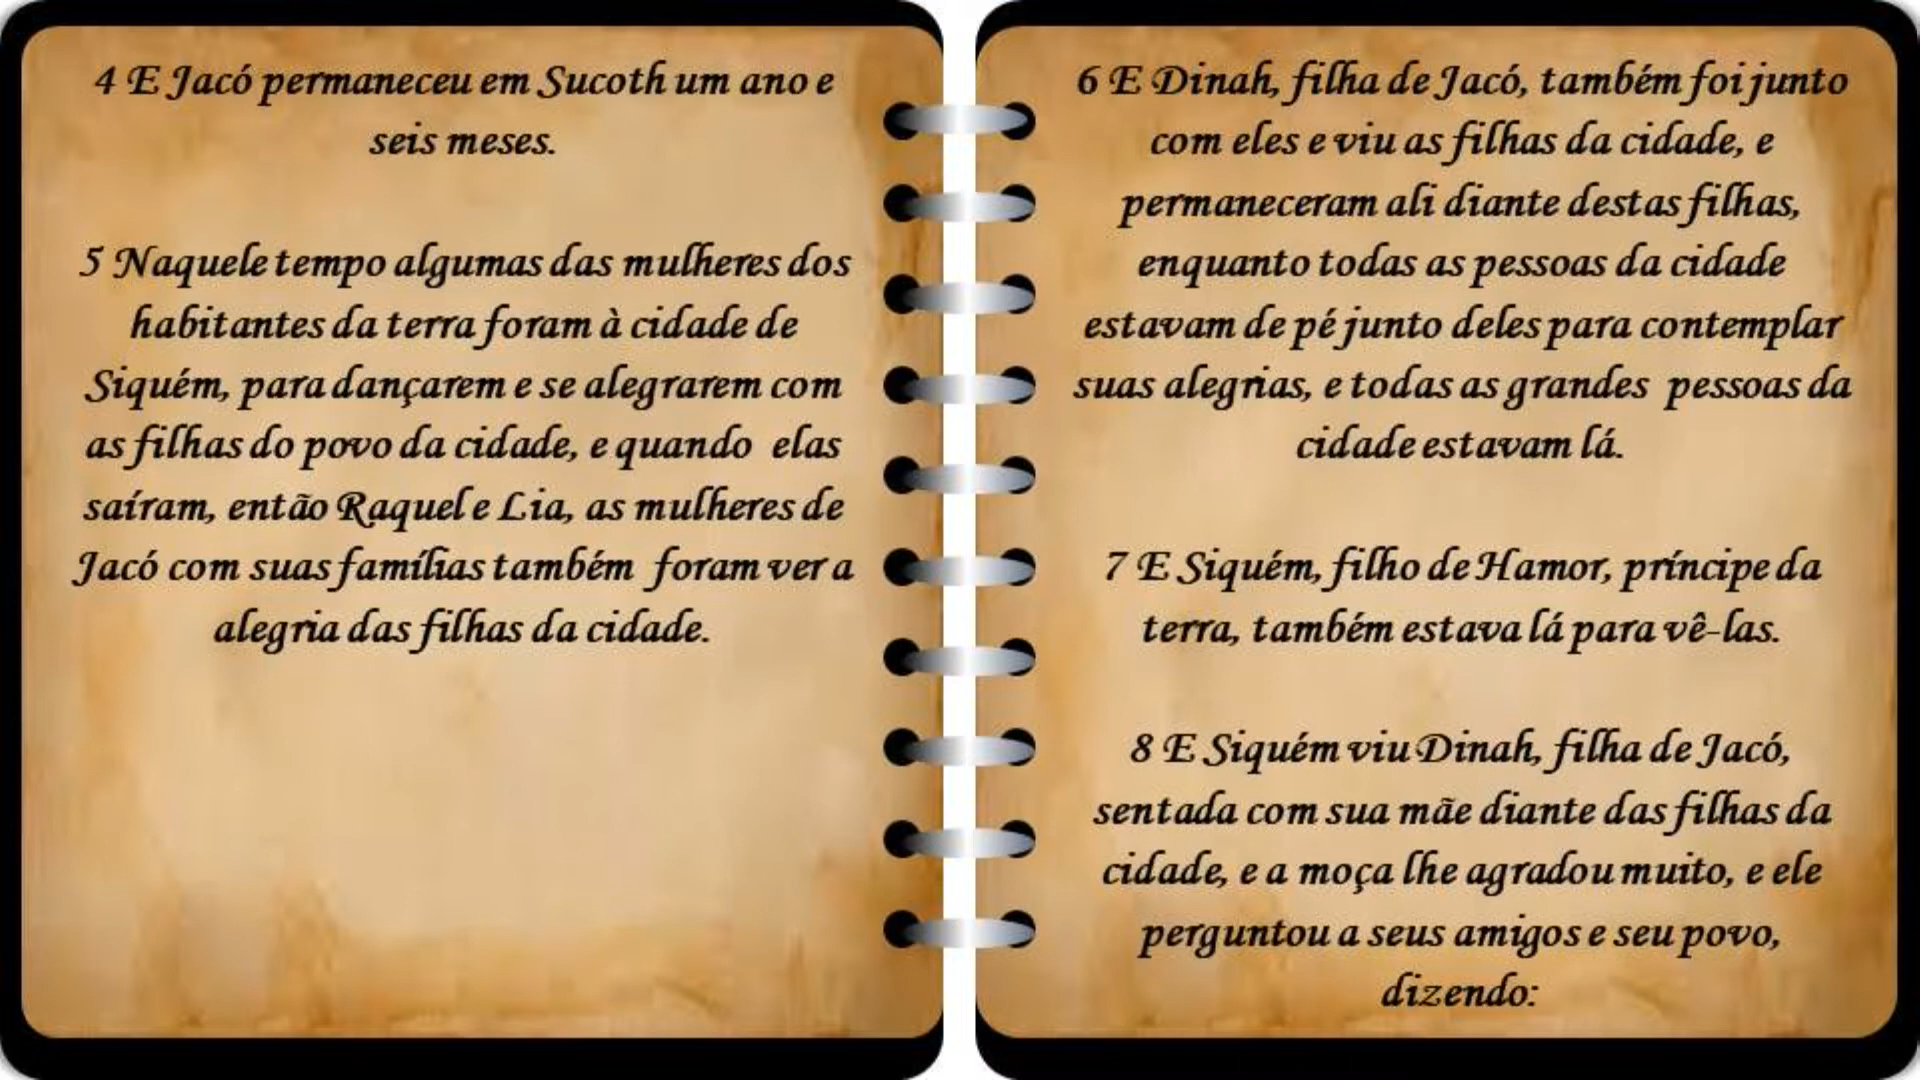 4 E Jacó permaneceu em Sucoth um ano e
seis meses.
5 Naquele tempo algumas das mulheres dos
habitantes da terra foram à cidade de
Siquém, para dançarem e se alegrarem com
as filhas do povo da cidade, e quando elas
saíram, então Raquel e Lia, as mulheres de
Jacó com suas famílias também foram ver a
alegria das filhas da cidade.
6 E Dinah, filha de Jacó, também foi junto
com eles e viu as filhas da cidade, e
permaneceram ali diante destas filhas,
enquanto todas as pessoas da cidade
estavam de pé junto deles para contemplar
suas alegrias, e todas as grandes pessoas da
cidade estavam lá.
7 E Siquém, filho de Hamor, príncipe da
terra, também estava lá para vê-las.
8 E Siquém viu Dinah, filha de Jacó,
sentada com sua mãe diante das filhas da
cidade, e a moça lhe agradou muito, e ele
perguntou a seus amigos e seu povo,
dizendo: